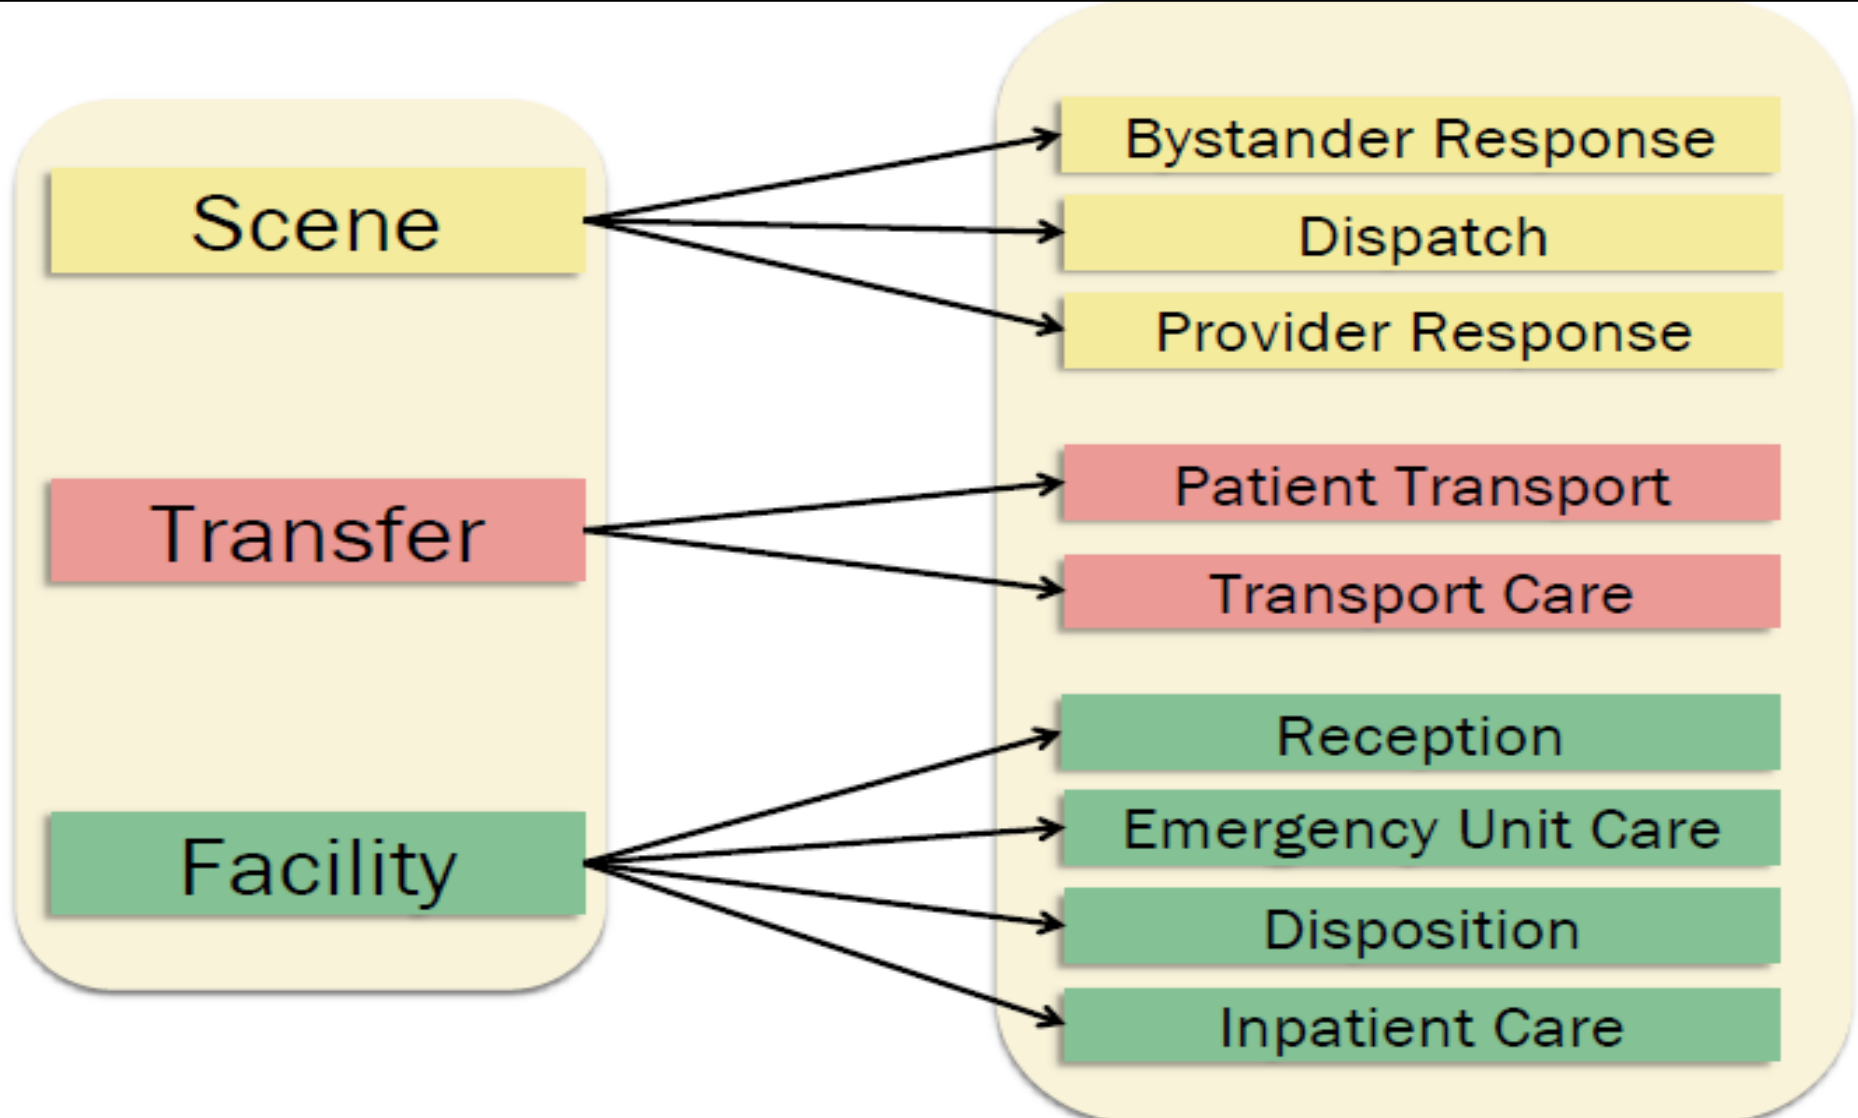 Scene
Transfer
Facility
Bystander Response
Dispatch
Provider Response
Patient Transport
Transport Care
Reception
Emergency Unit Care
Disposition
Inpatient Care